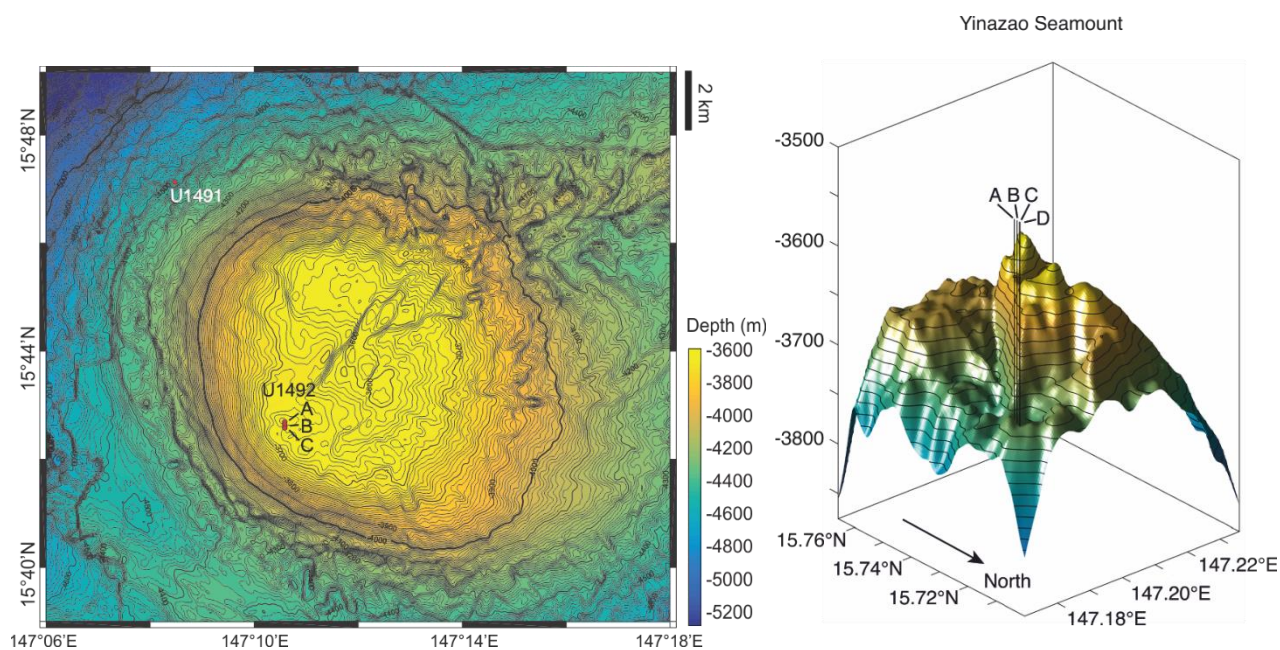 Yinazao Seamount
2 km
15°48'N
15°44'N
15°40'N
U1491
U1492
A
B
C
147°06'E
147°10'E
147°14'E
147°18'E
Depth (m)
-3600
-3800
-4000
-4200
-4400
-4600
-4800
-5000
-5200
-3500
-3600
-3700
-3800
A B C
D
15.76°N
15.74°N
15.72°N
North
147.18°E
147.20°E
147.22°E